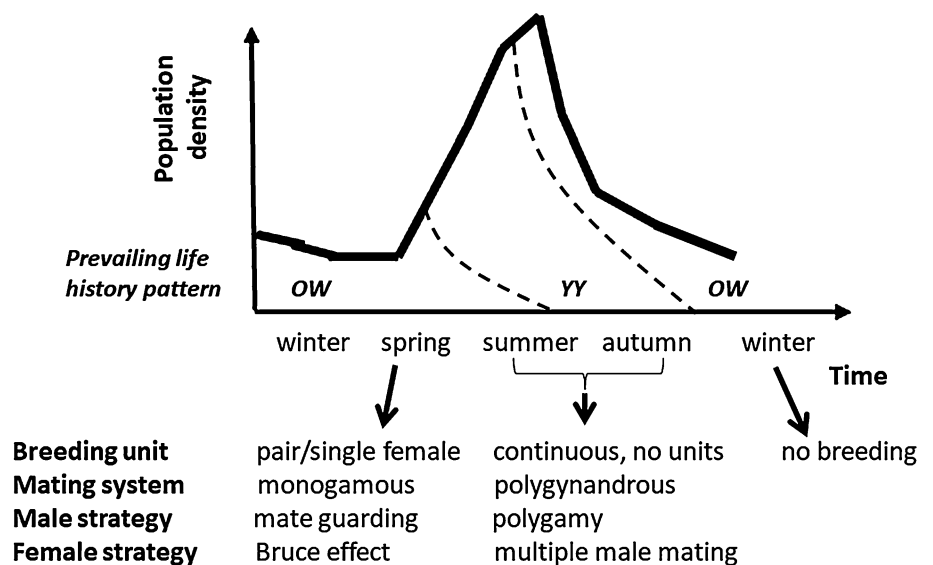 Population
density
Prevailing life
history pattern
OW
YY
OW
winter
spring
summer
autumn
winter
Time
Breeding unit pair/single female continuous, no units no breeding
Mating system monogamous polygynandrous
Male strategy mate guarding polygamy
Female strategy Bruce effect multiple male mating